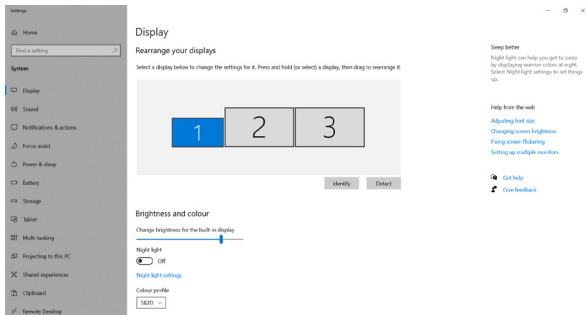 Settings
Home
Find a setting
System
Display
Sound
Notifications & actions
Focus assist
Power & sleep
Battery
Storage
Tablet
Multi-tasking
Projecting to this PC
Shared experiences
Clipboard
Remote Desktop
Display
Rearrange your displays
Select a display below to change the settings for it. Press and hold (or select) a display, then drag to rearrange it.
1
2
3
Identify
Detect
Brightness and colour
Change brightness for the built-in display
Night light
Off
Night light settings
Colour profile
Sleep better
Night light can help you get to sleep
by displaying warmer colors at night.
Select Night light settings to set things
up.
Help from the web
Adjusting font size
Changing screen brightness
Fixing screen flickering
Setting up multiple monitors
Get help
Give feedback